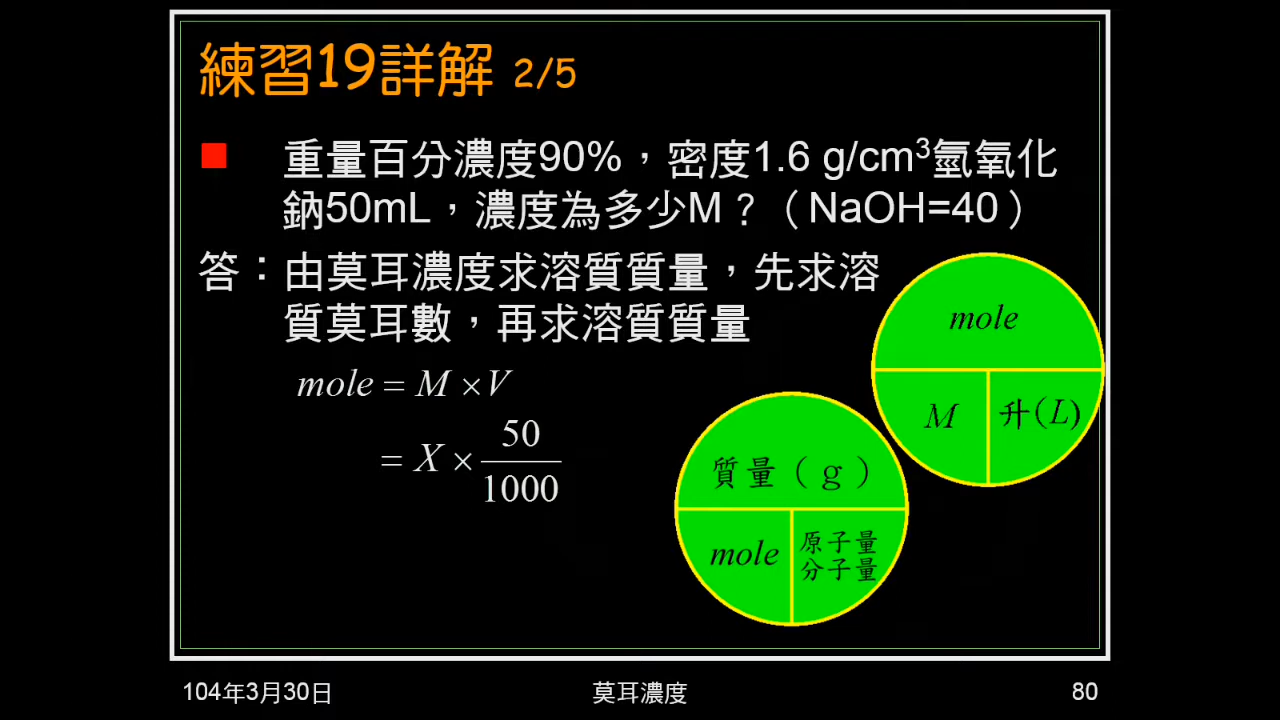 練習19詳解 2/5
重量百分濃度90%，密度1.6 g/cm³氫氧化
鈉50mL，濃度為多少M？（NaOH=40）
答：由莫耳濃度求溶質質量，先求溶
質莫耳數，再求溶質質量
mole = M × V
= X × 50/1000
mole
M
升(L)
質量（g）
mole
原子量
分子量
104年3月30日
莫耳濃度
80